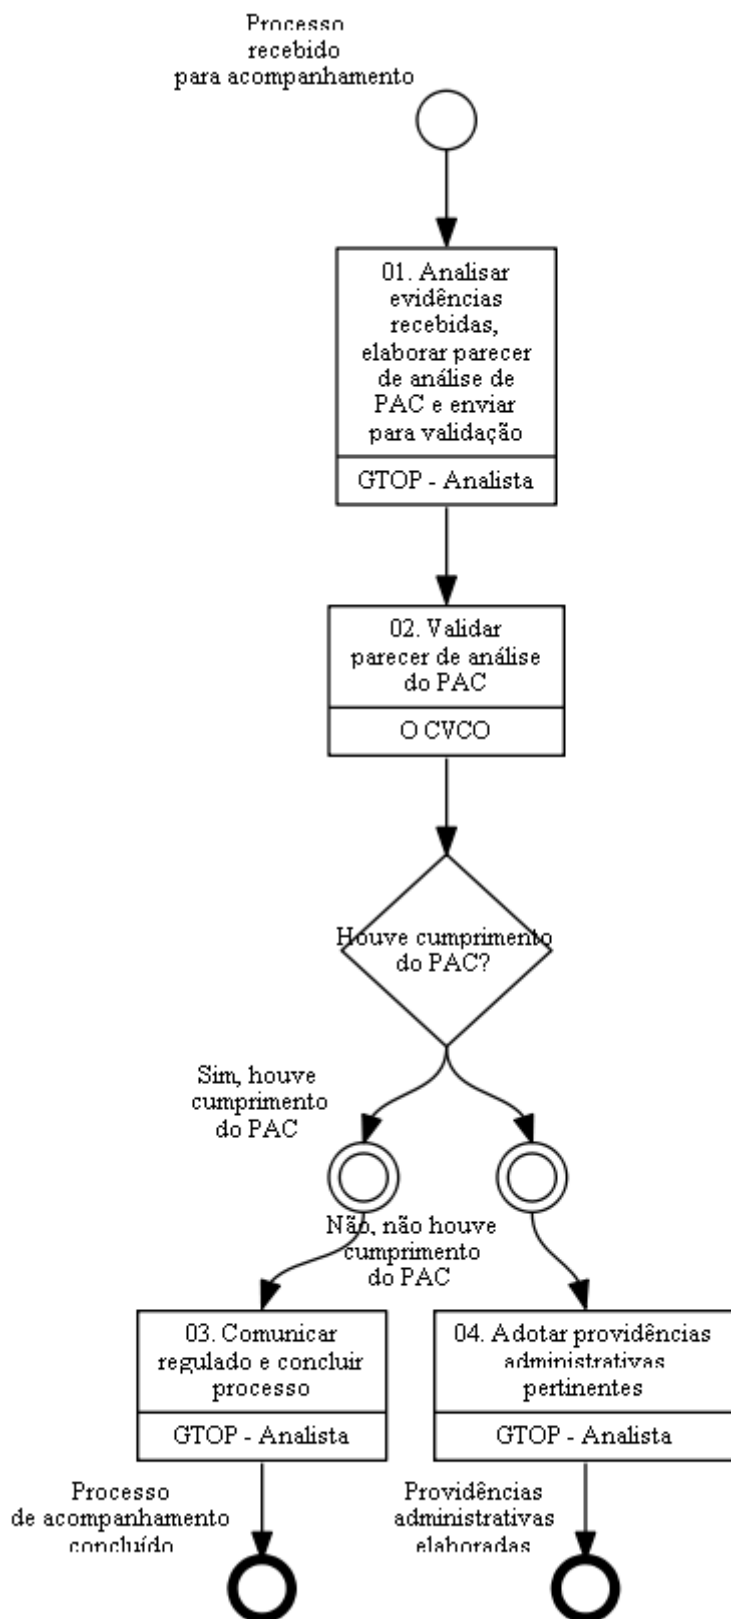 Processo
recebido
para acompanhamento
01. Analisar
evidências
recebidas,
elaborar parecer
de análise de
PAC e enviar
para validação
GTOP - Analista
02. Validar
parecer de análise
do PAC
O CVCO
Houve cumprimento
do PAC?
Sim, houve
cumprimento
do PAC
Não, não houve
cumprimento
do PAC
03. Comunicar
regulado e concluir
processo
GTOP - Analista
04. Adotar providências
administrativas
pertinentes
GTOP - Analista
Processo
de acompanhamento
concluído
Providências
administrativas
elaboradas